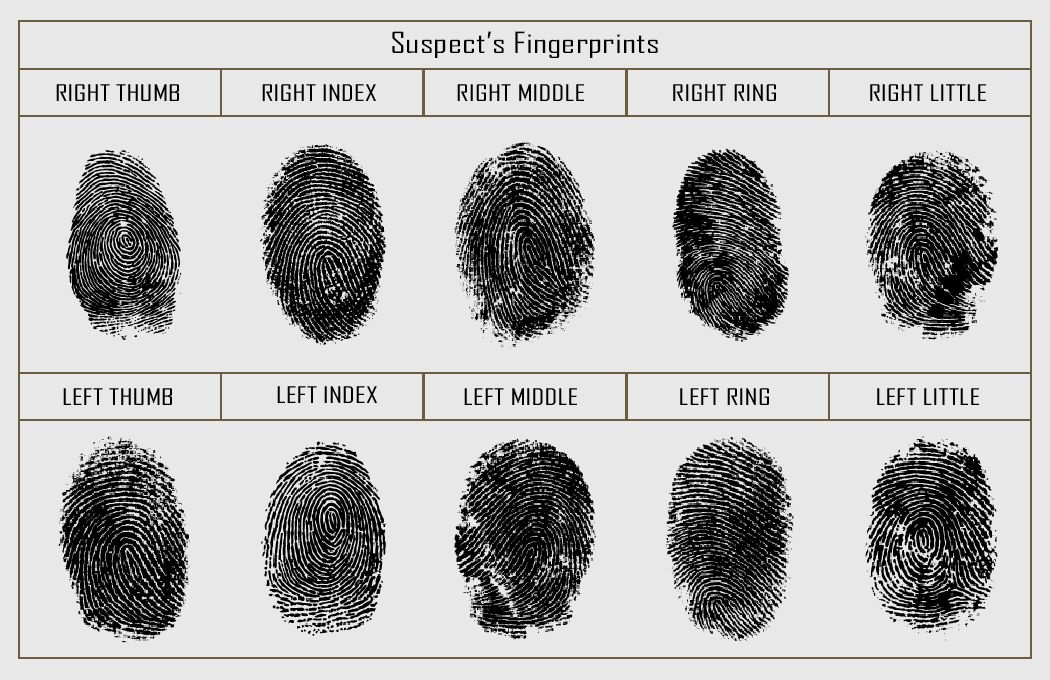 Suspect’s Fingerprints
RIGHT THUMB
RIGHT INDEX
RIGHT MIDDLE
RIGHT RING
RIGHT LITTLE
LEFT THUMB
LEFT INDEX
LEFT MIDDLE
LEFT RING
LEFT LITTLE